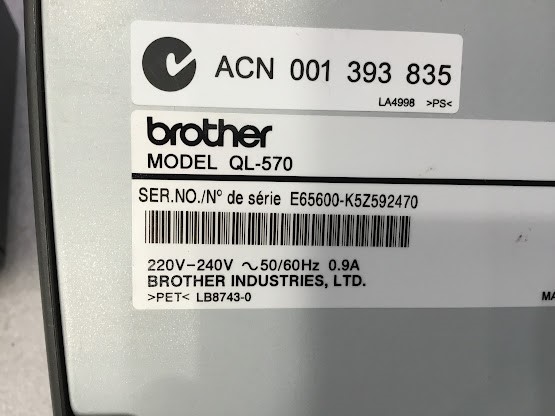 ACN 001 393 835
LA4998 >PS<
brother
MODEL QL-570
SER.NO./Nº de série E65600-K5Z592470
220V-240V ∼50/60Hz 0.9A
BROTHER INDUSTRIES, LTD.
>PET< LB8743-0